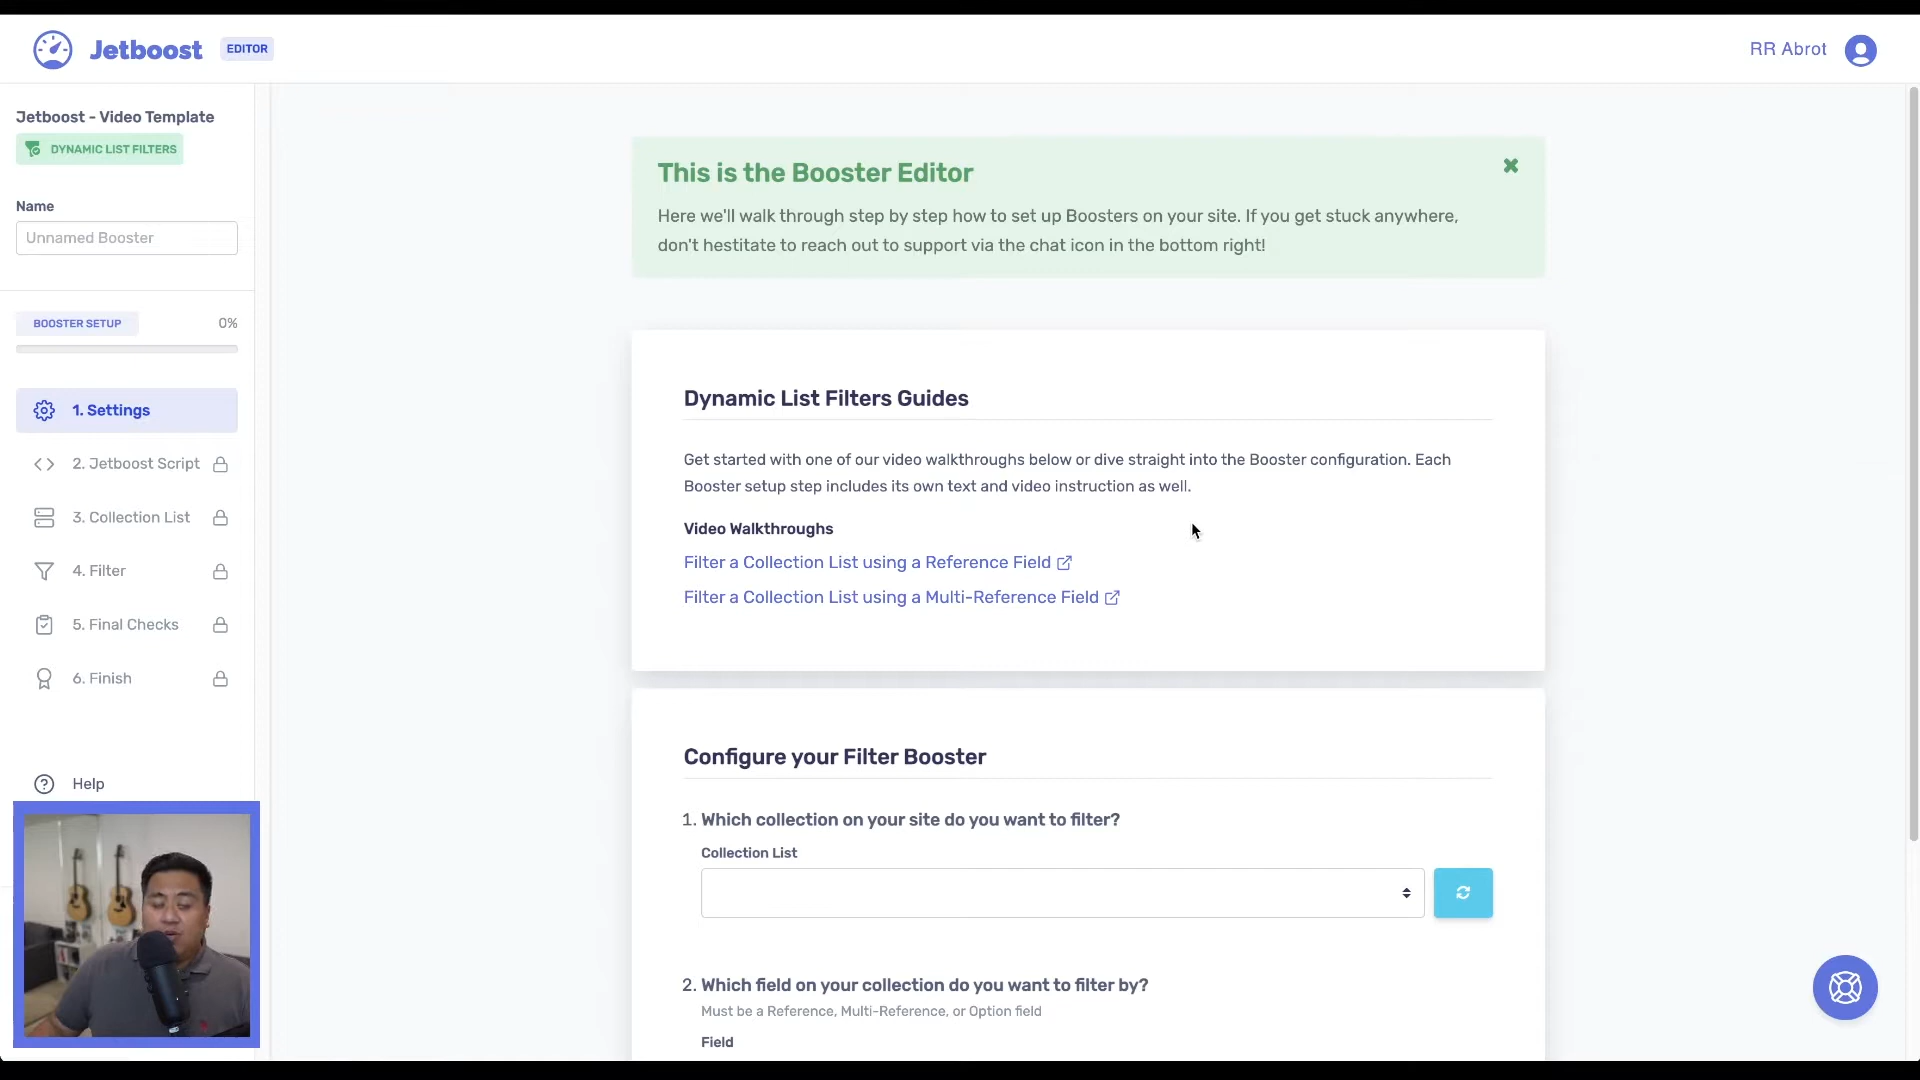 Jetboost EDITOR
RR Abrot
Jetboost - Video Template
DYNAMIC LIST FILTERS
Name
Unnamed Booster
BOOSTER SETUP 0%
1. Settings
2. Jetboost Script
3. Collection List
4. Filter
5. Final Checks
6. Finish
Help
This is the Booster Editor
Here we'll walk through step by step how to set up Boosters on your site. If you get stuck anywhere,
don't hestitate to reach out to support via the chat icon in the bottom right!
Dynamic List Filters Guides
Get started with one of our video walkthroughs below or dive straight into the Booster configuration. Each
Booster setup step includes its own text and video instruction as well.
Video Walkthroughs
Filter a Collection List using a Reference Field
Filter a Collection List using a Multi-Reference Field
Configure your Filter Booster
1. Which collection on your site do you want to filter?
Collection List
2. Which field on your collection do you want to filter by?
Must be a Reference, Multi-Reference, or Option field
Field